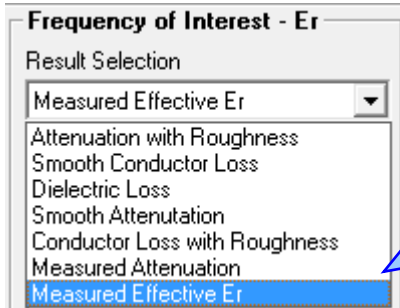 Frequency of Interest - Er
Result Selection
Measured Effective Er
Attenuation with Roughness
Smooth Conductor Loss
Dielectric Loss
Smooth Attenutation
Conductor Loss with Roughness
Measured Attenuation
Measured Effective Er